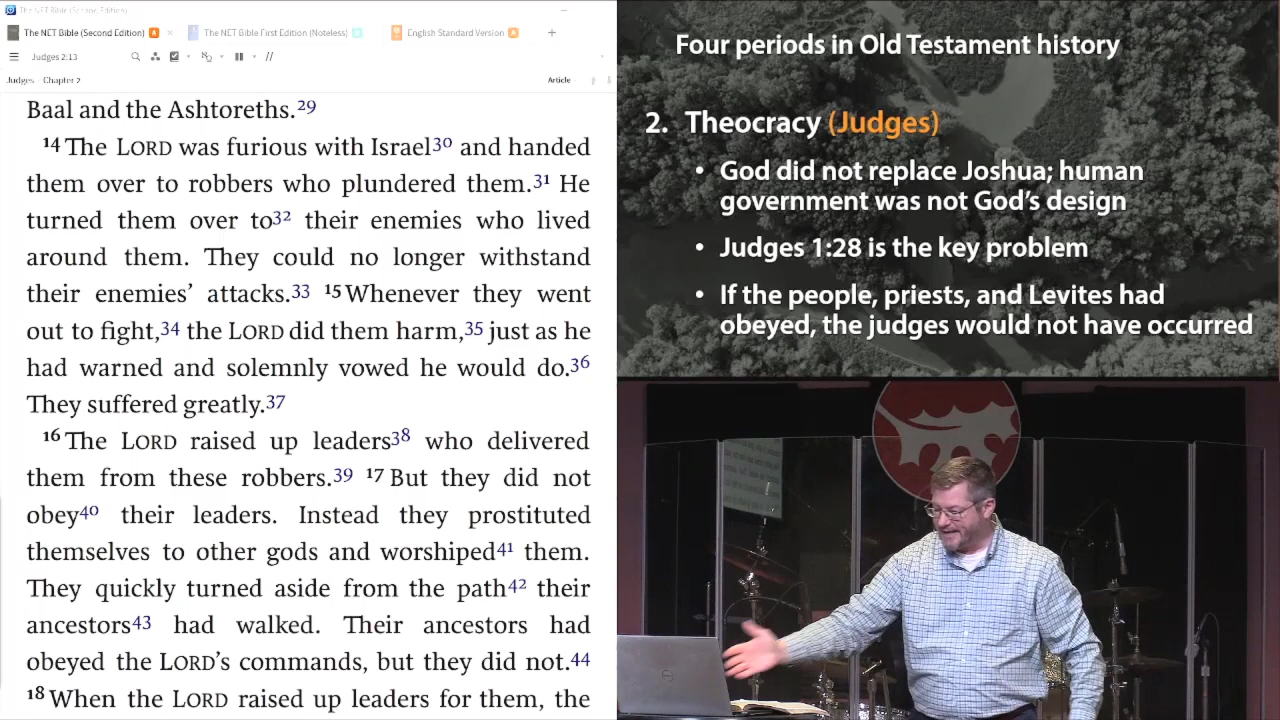 The NET Bible (Second Edition)
The NET Bible (Second Edition) A × The NET Bible First Edition (Noteless) A English Standard Version A +
Judges 2:13
Judges · Chapter 2 Article
Baal and the Ashtoreths.29
14 The LORD was furious with Israel30 and handed
them over to robbers who plundered them.31 He
turned them over to32 their enemies who lived
around them. They could no longer withstand
their enemies’ attacks.33 15 Whenever they went
out to fight,34 the LORD did them harm,35 just as he
had warned and solemnly vowed he would do.36
They suffered greatly.37
16 The LORD raised up leaders38 who delivered
them from these robbers.39 17 But they did not
obey40 their leaders. Instead they prostituted
themselves to other gods and worshiped41 them.
They quickly turned aside from the path42 their
ancestors43 had walked. Their ancestors had
obeyed the LORD’s commands, but they did not.44
18 When the LORD raised up leaders for them, the
Four periods in Old Testament history
2. Theocracy (Judges)
• God did not replace Joshua; human
government was not God’s design
• Judges 1:28 is the key problem
• If the people, priests, and Levites had
obeyed, the judges would not have occurred